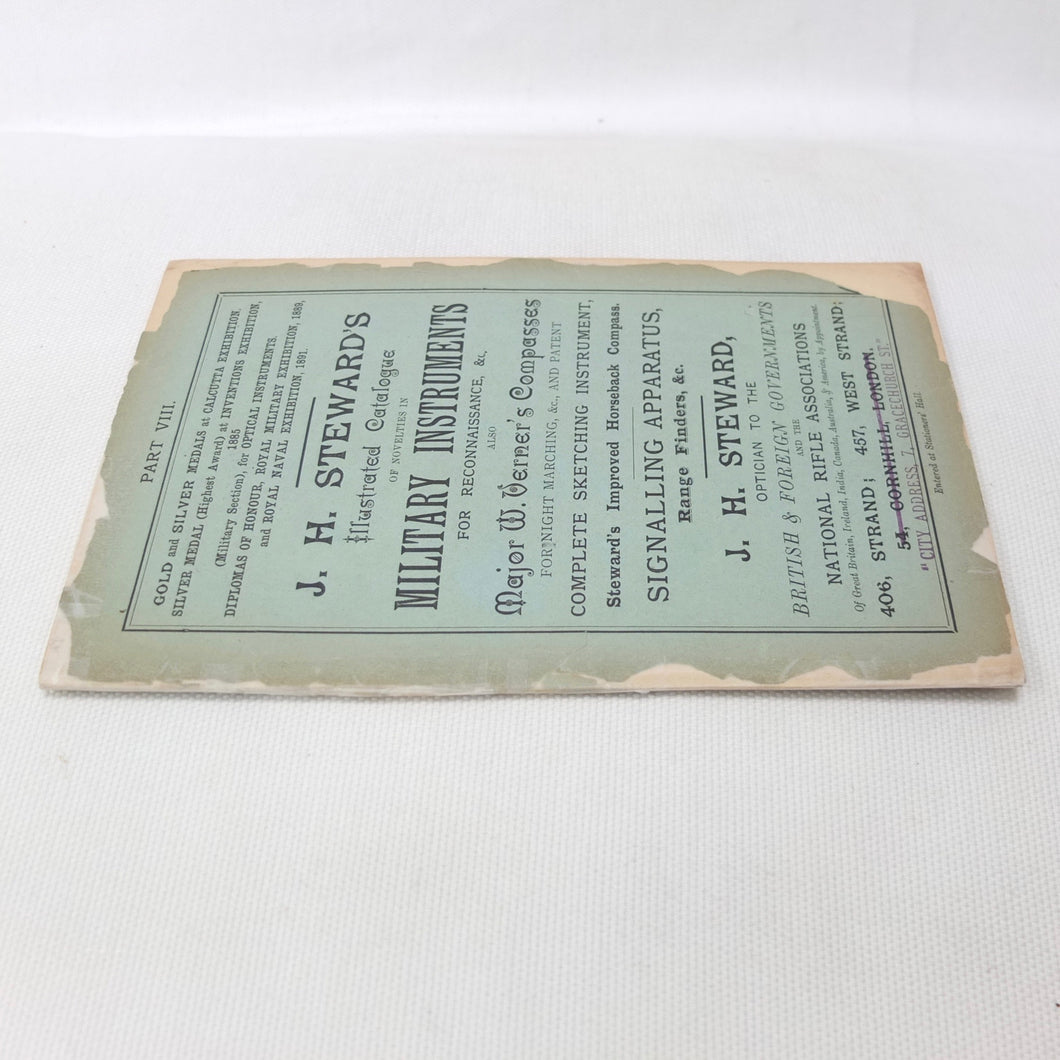 PART VIII.
GOLD and SILVER MEDALS at CALCUTTA EXHIBITION,
SILVER MEDAL (Highest Award) at INVENTIONS EXHIBITION,
1885
(Military Section), for OPTICAL INSTRUMENTS.
DIPLOMAS OF HONOUR, ROYAL MILITARY EXHIBITION, 1889,
and ROYAL NAVAL EXHIBITION, 1891.
J. H. STEWARD'S
Illustrated Catalogue
OF NOVELTIES IN
MILITARY INSTRUMENTS
FOR RECONNAISSANCE, &c,
ALSO
Major W. Verner's Compasses
FOR NIGHT MARCHING, &c., AND PATENT
COMPLETE SKETCHING INSTRUMENT,
Steward's Improved Horseback Compass.
SIGNALLING APPARATUS,
Range Finders, &c.
J. H. STEWARD,
OPTICIAN TO THE
BRITISH & FOREIGN GOVERNMENTS
AND THE
NATIONAL RIFLE ASSOCIATIONS
Of Great Britain, Ireland, India, Canada, Australia, & America, by Appointment.
406, STRAND; 457, WEST STRAND;
54, CORNHILL, LONDON.
"CITY ADDRESS, 7, GRACECHURCH ST."
Entered at Stationers' Hall.